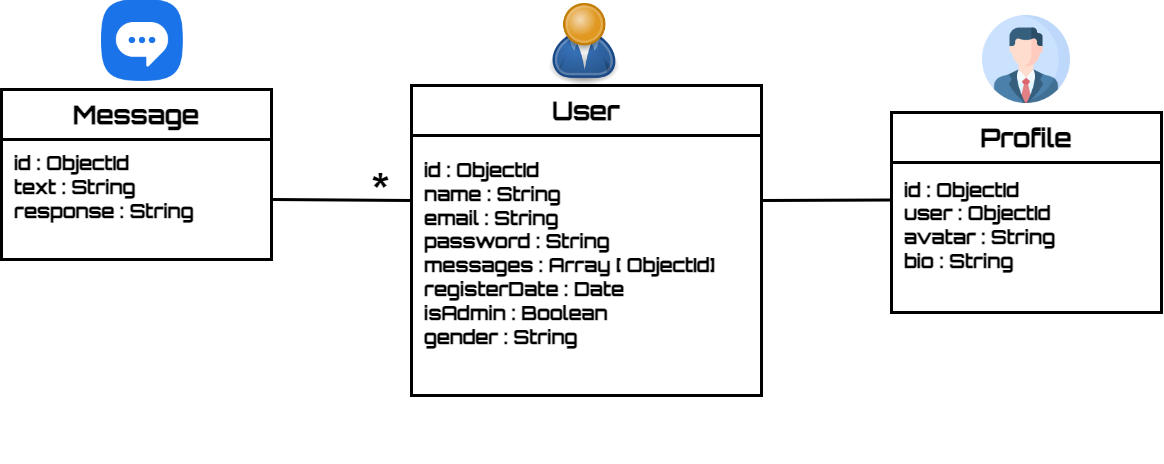 Message
id : ObjectId
text : String
response : String
*
User
id : ObjectId
name : String
email : String
password : String
messages : Array [ ObjectId]
registerDate : Date
isAdmin : Boolean
gender : String
Profile
id : ObjectId
user : ObjectId
avatar : String
bio : String